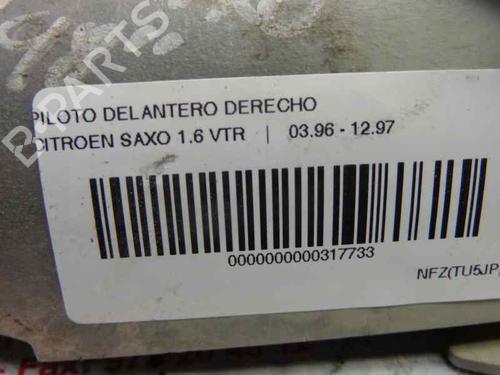 B-PARTS
PILOTO DELANTERO DERECHO
CITROEN SAXO 1.6 VTR | 03.96 - 12.97
0000000000317733
NFZ(TU5JP